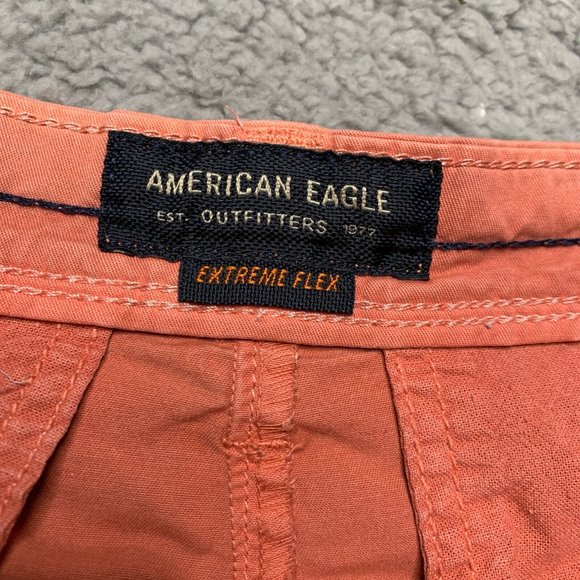 AMERICAN EAGLE
EST. OUTFITTERS 1977
EXTREME FLEX